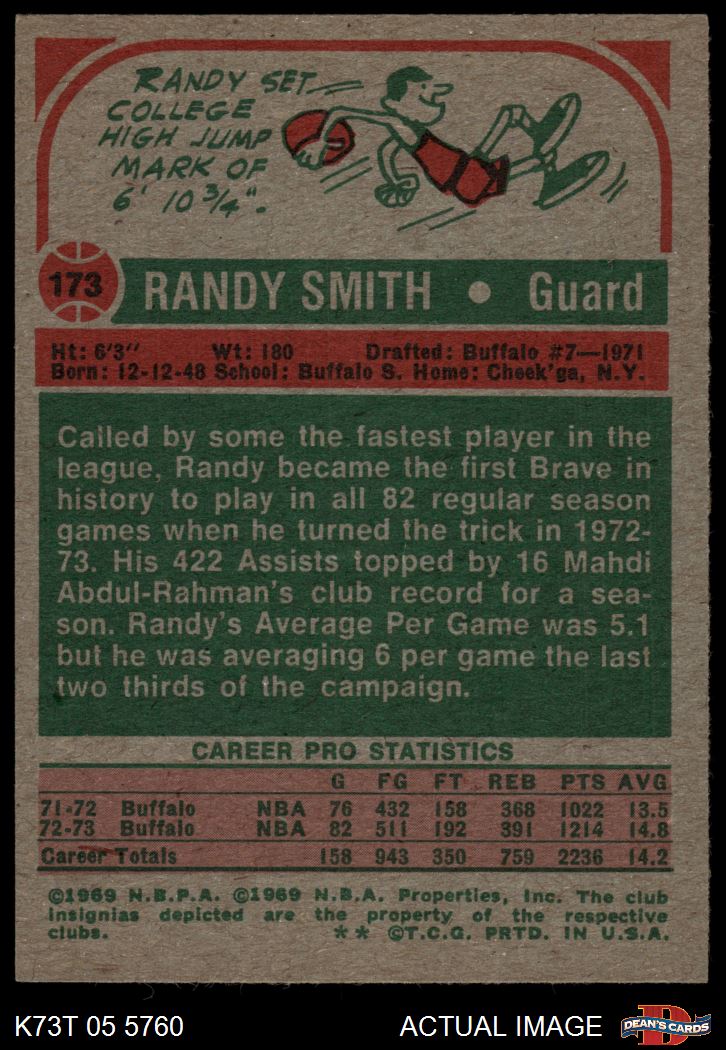 RANDY SET
COLLEGE
HIGH JUMP
MARK OF
6' 10 3/4".
173 RANDY SMITH • Guard
Ht: 6'3" Wt: 180 Drafted: Buffalo #7—1971
Born: 12-12-48 School: Buffalo S. Home: Cheek'ga, N.Y.
Called by some the fastest player in the
league, Randy became the first Brave in
history to play in all 82 regular season
games when he turned the trick in 1972-
73. His 422 Assists topped by 16 Mahdi
Abdul-Rahman's club record for a sea-
son. Randy's Average Per Game was 5.1
but he was averaging 6 per game the last
two thirds of the campaign.
CAREER PRO STATISTICS
G FG FT REB PTS AVG
71-72 Buffalo NBA 76 432 158 368 1022 13.5
72-73 Buffalo NBA 82 511 192 391 1214 14.8
Career Totals 158 943 350 759 2236 14.2
©1969 N.B.P.A. ©1969 N.B.A. Properties, Inc. The club
insignias depicted are the property of the respective
clubs. ** ©T.C.G. PRTD. IN U.S.A.
K73T 05 5760 ACTUAL IMAGE DEAN'S CARDS